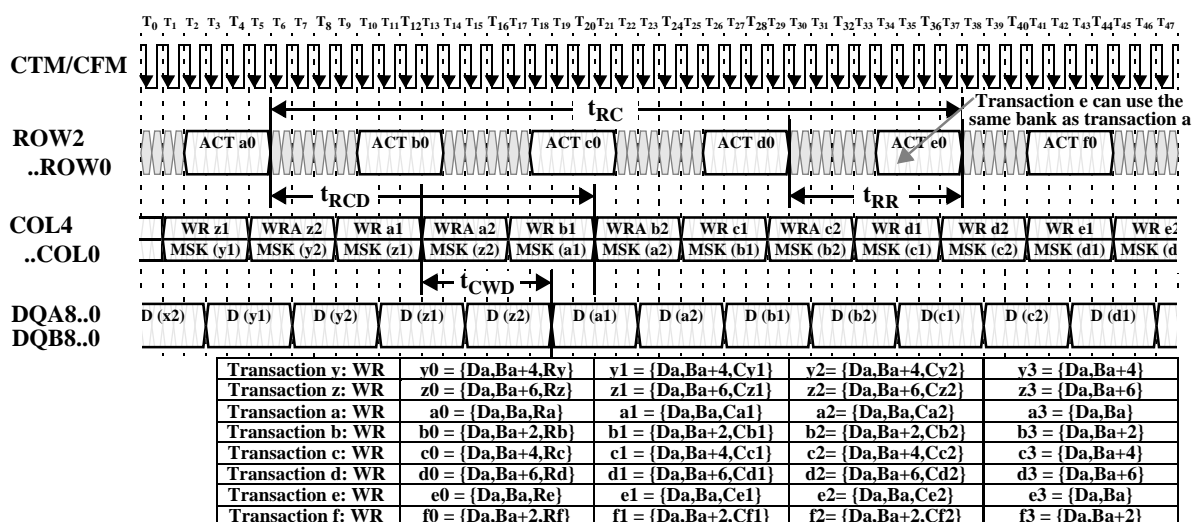 T0 T1 T2 T3 T4 T5 T6 T7 T8 T9 T10 T11 T12 T13 T14 T15 T16 T17 T18 T19 T20 T21 T22 T23 T24 T25 T26 T27 T28 T29 T30 T31 T32 T33 T34 T35 T36 T37 T38 T39 T40 T41 T42 T43 T44 T45 T46 T47
CTM/CFM
tRC
Transaction e can use the
same bank as transaction a
ROW2
..ROW0
ACT a0 ACT b0 ACT c0 ACT d0 ACT e0 ACT f0
tRCD
tRR
COL4
..COL0
WR z1 WRA z2 WR a1 WRA a2 WR b1 WRA b2 WR c1 WRA c2 WR d1 WR d2 WR e1 WR e2
MSK (y1) MSK (y2) MSK (z1) MSK (z2) MSK (a1) MSK (a2) MSK (b1) MSK (b2) MSK (c1) MSK (c2) MSK (d1) MSK (d
tCWD
DQA8..0
DQB8..0
D (x2) D (y1) D (y2) D (z1) D (z2) D (a1) D (a2) D (b1) D (b2) D(c1) D (c2) D (d1)
Transaction y: WR y0 = {Da,Ba+4,Ry} y1 = {Da,Ba+4,Cy1} y2= {Da,Ba+4,Cy2} y3 = {Da,Ba+4}
Transaction z: WR z0 = {Da,Ba+6,Rz} z1 = {Da,Ba+6,Cz1} z2= {Da,Ba+6,Cz2} z3 = {Da,Ba+6}
Transaction a: WR a0 = {Da,Ba,Ra} a1 = {Da,Ba,Ca1} a2= {Da,Ba,Ca2} a3 = {Da,Ba}
Transaction b: WR b0 = {Da,Ba+2,Rb} b1 = {Da,Ba+2,Cb1} b2= {Da,Ba+2,Cb2} b3 = {Da,Ba+2}
Transaction c: WR c0 = {Da,Ba+4,Rc} c1 = {Da,Ba+4,Cc1} c2= {Da,Ba+4,Cc2} c3 = {Da,Ba+4}
Transaction d: WR d0 = {Da,Ba+6,Rd} d1 = {Da,Ba+6,Cd1} d2= {Da,Ba+6,Cd2} d3 = {Da,Ba+6}
Transaction e: WR e0 = {Da,Ba,Re} e1 = {Da,Ba,Ce1} e2= {Da,Ba,Ce2} e3 = {Da,Ba}
Transaction f: WR f0 = {Da,Ba+2,Rf} f1 = {Da,Ba+2,Cf1} f2= {Da,Ba+2,Cf2} f3 = {Da,Ba+2}